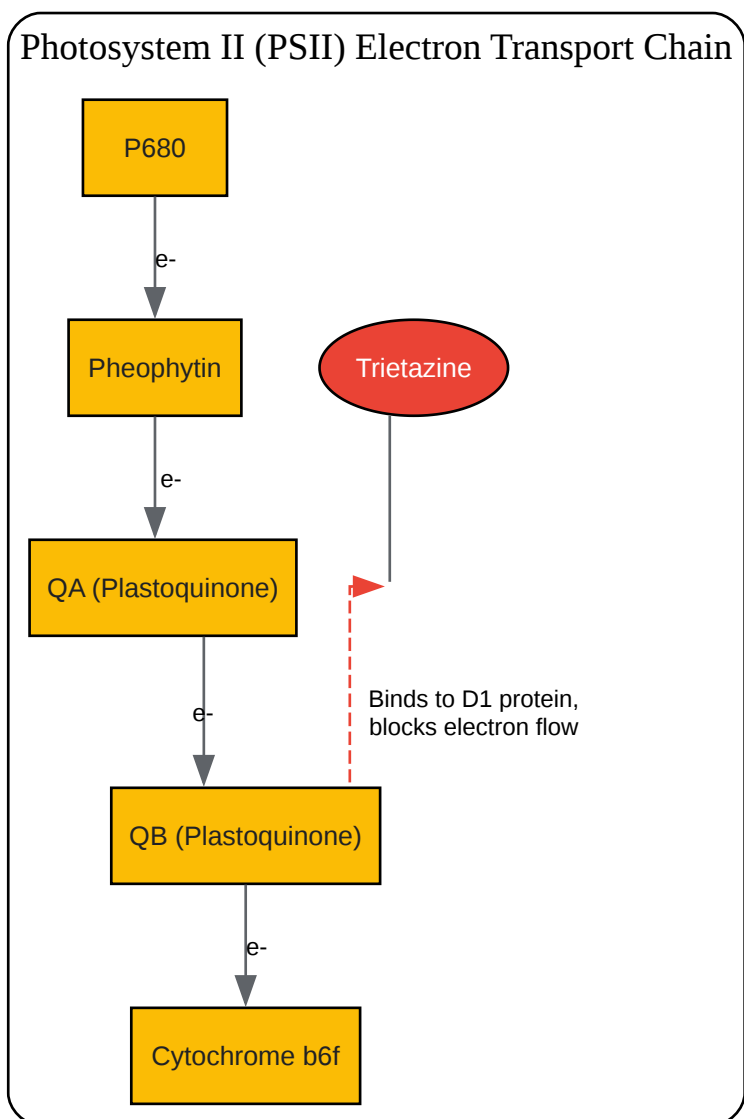 Photosystem II (PSII) Electron Transport Chain
P680
e-
Pheophytin
Trietazine
e-
QA (Plastoquinone)
e-
Binds to D1 protein,
blocks electron flow
QB (Plastoquinone)
e-
Cytochrome b6f